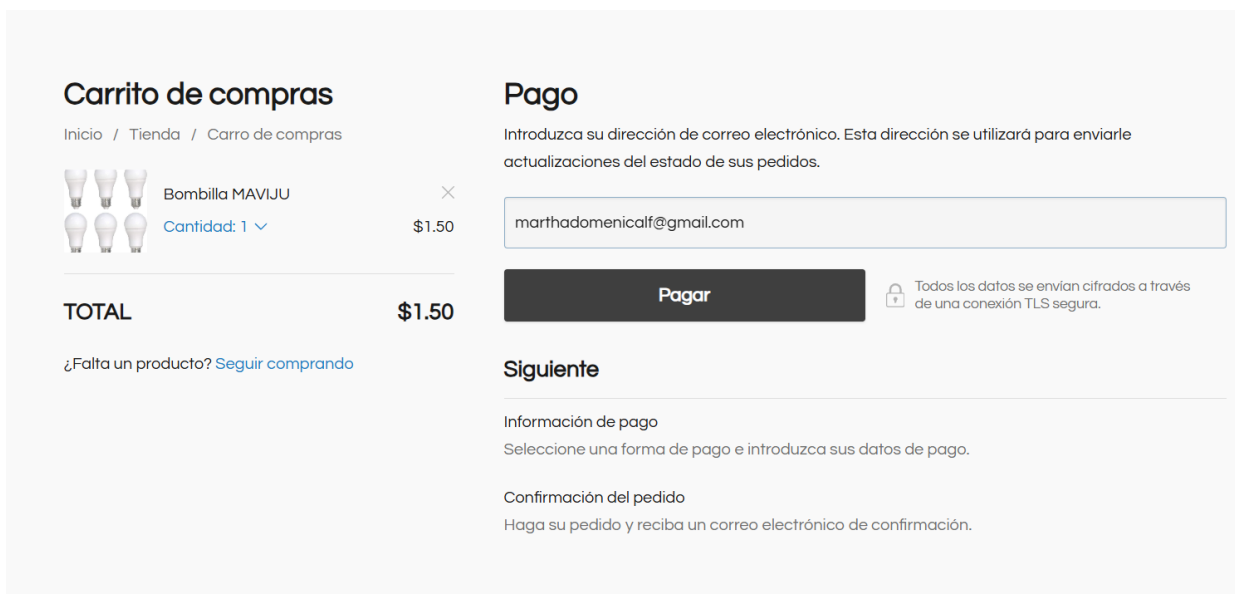 Carrito de compras
Inicio / Tienda / Carro de compras
Bombilla MAVIJU
Cantidad: 1
$1.50
TOTAL
$1.50
¿Falta un producto? Seguir comprando
Pago
Introduzca su dirección de correo electrónico. Esta dirección se utilizará para enviarle
actualizaciones del estado de sus pedidos.
marthadomenicalf@gmail.com
Pagar
Todos los datos se envían cifrados a través
de una conexión TLS segura.
Siguiente
Información de pago
Seleccione una forma de pago e introduzca sus datos de pago.
Confirmación del pedido
Haga su pedido y reciba un correo electrónico de confirmación.